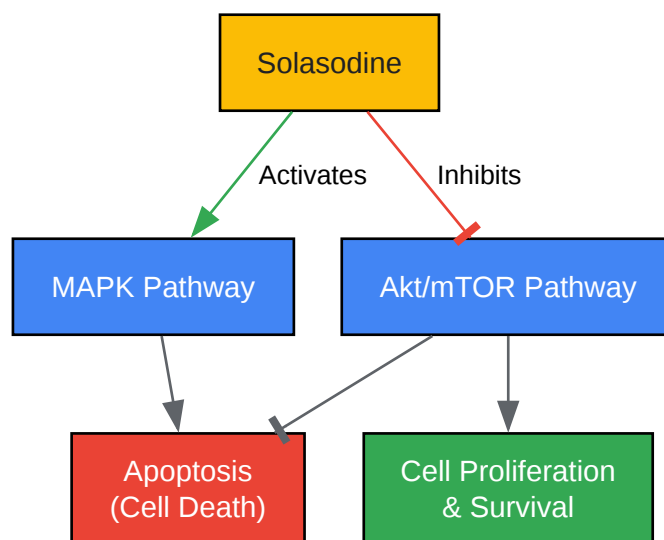 Solasodine
Activates
Inhibits
MAPK Pathway
Akt/mTOR Pathway
Apoptosis
(Cell Death)
Cell Proliferation
& Survival